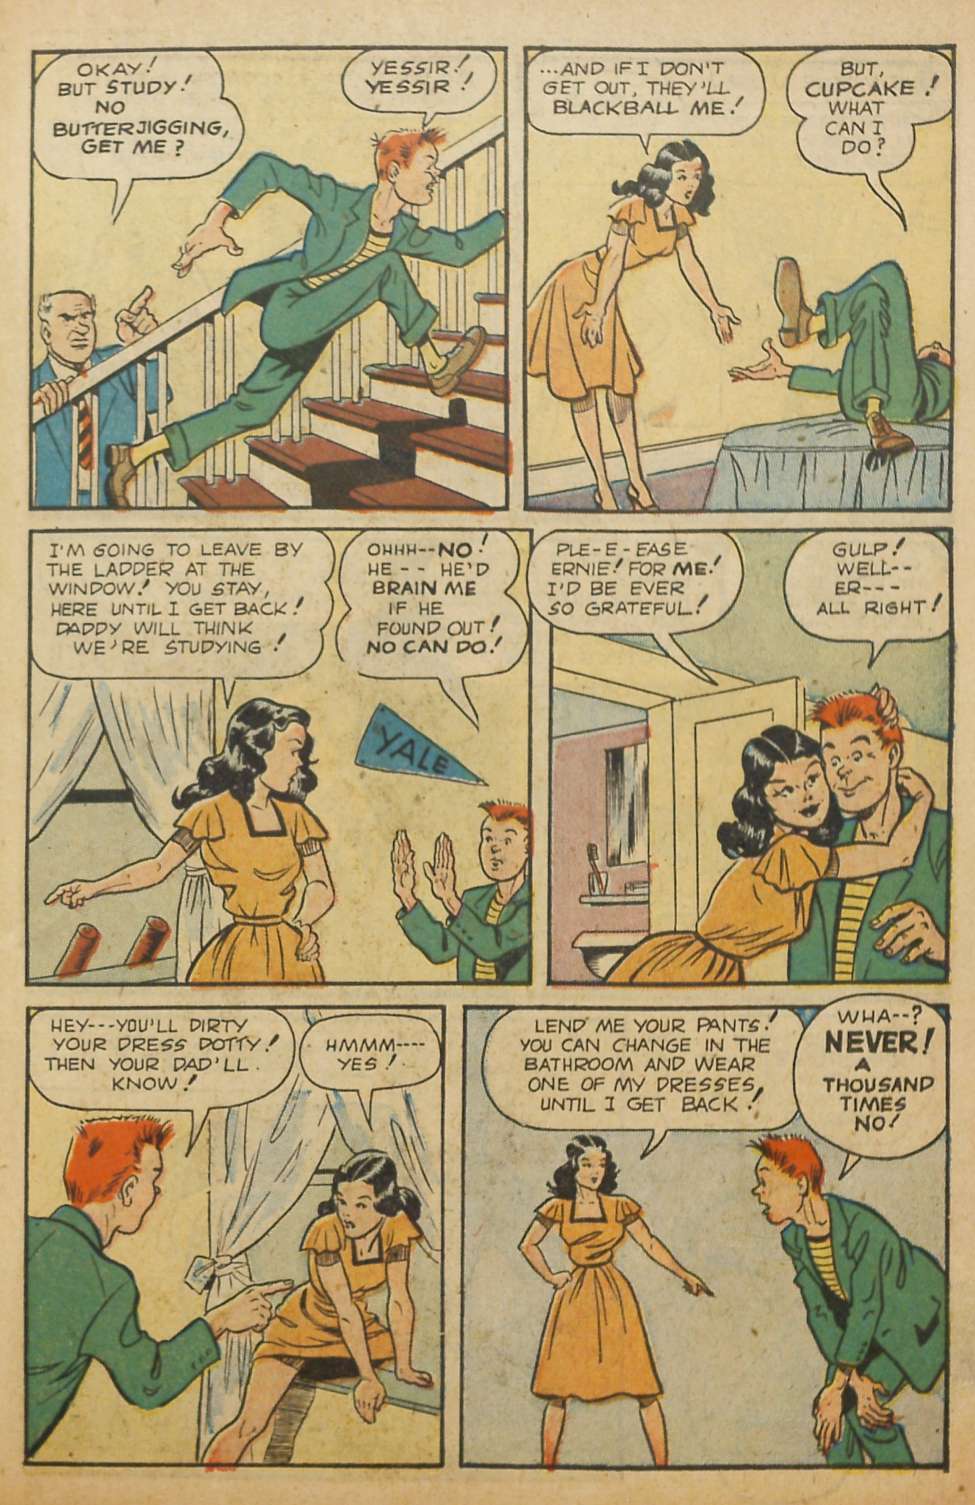 OKAY!
BUT STUDY!
NO
BUTTERJIGGING,
GET ME?
YESSIR!
YESSIR!
...AND IF I DON'T
GET OUT, THEY'LL
BLACKBALL ME!
BUT,
CUPCAKE!
WHAT
CAN I
DO?
I'M GOING TO LEAVE BY
THE LADDER AT THE
WINDOW! YOU STAY,
HERE UNTIL I GET BACK!
DADDY WILL THINK
WE'RE STUDYING!
OHHH--NO!
HE -- HE'D
BRAIN ME
IF HE
FOUND OUT!
NO CAN DO!
YALE
PLE-E-EASE
ERNIE! FOR ME!
I'D BE EVER
SO GRATEFUL!
GULP!
WELL--
ER---
ALL RIGHT!
HEY---YOU'LL DIRTY
YOUR DRESS DOTTY!
THEN YOUR DAD'LL
KNOW!
HMMM----
YES!
LEND ME YOUR PANTS!
YOU CAN CHANGE IN THE
BATHROOM AND WEAR
ONE OF MY DRESSES,
UNTIL I GET BACK!
WHA--?
NEVER!
A
THOUSAND
TIMES
NO!